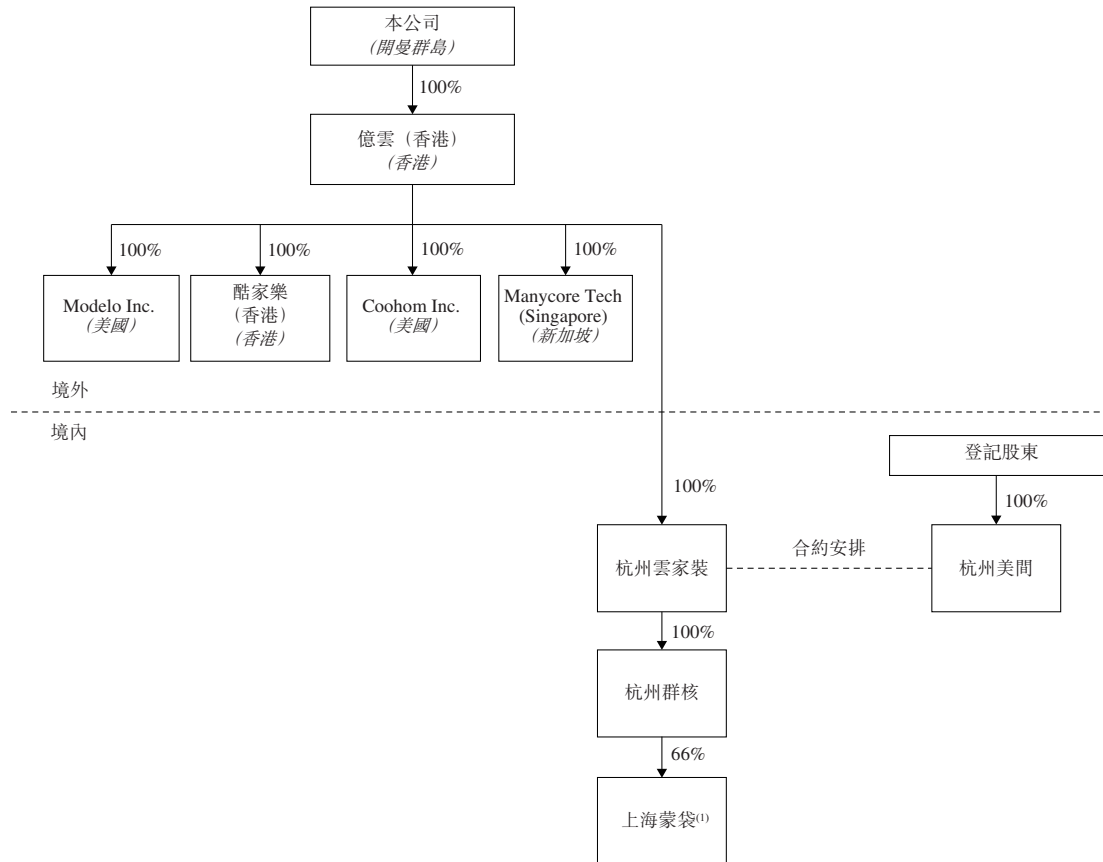 本公司
(開曼群島)
100%
億雲（香港）
(香港)
100%
100%
100%
100%
Modelo Inc.
(美國)
酷家樂
（香港）
(香港)
Coohom Inc.
(美國)
Manycore Tech
(Singapore)
(新加坡)
境外
境內
登記股東
100%
100%
杭州雲家裝
合約安排
杭州美間
100%
杭州群核
66%
上海蒙袋(1)